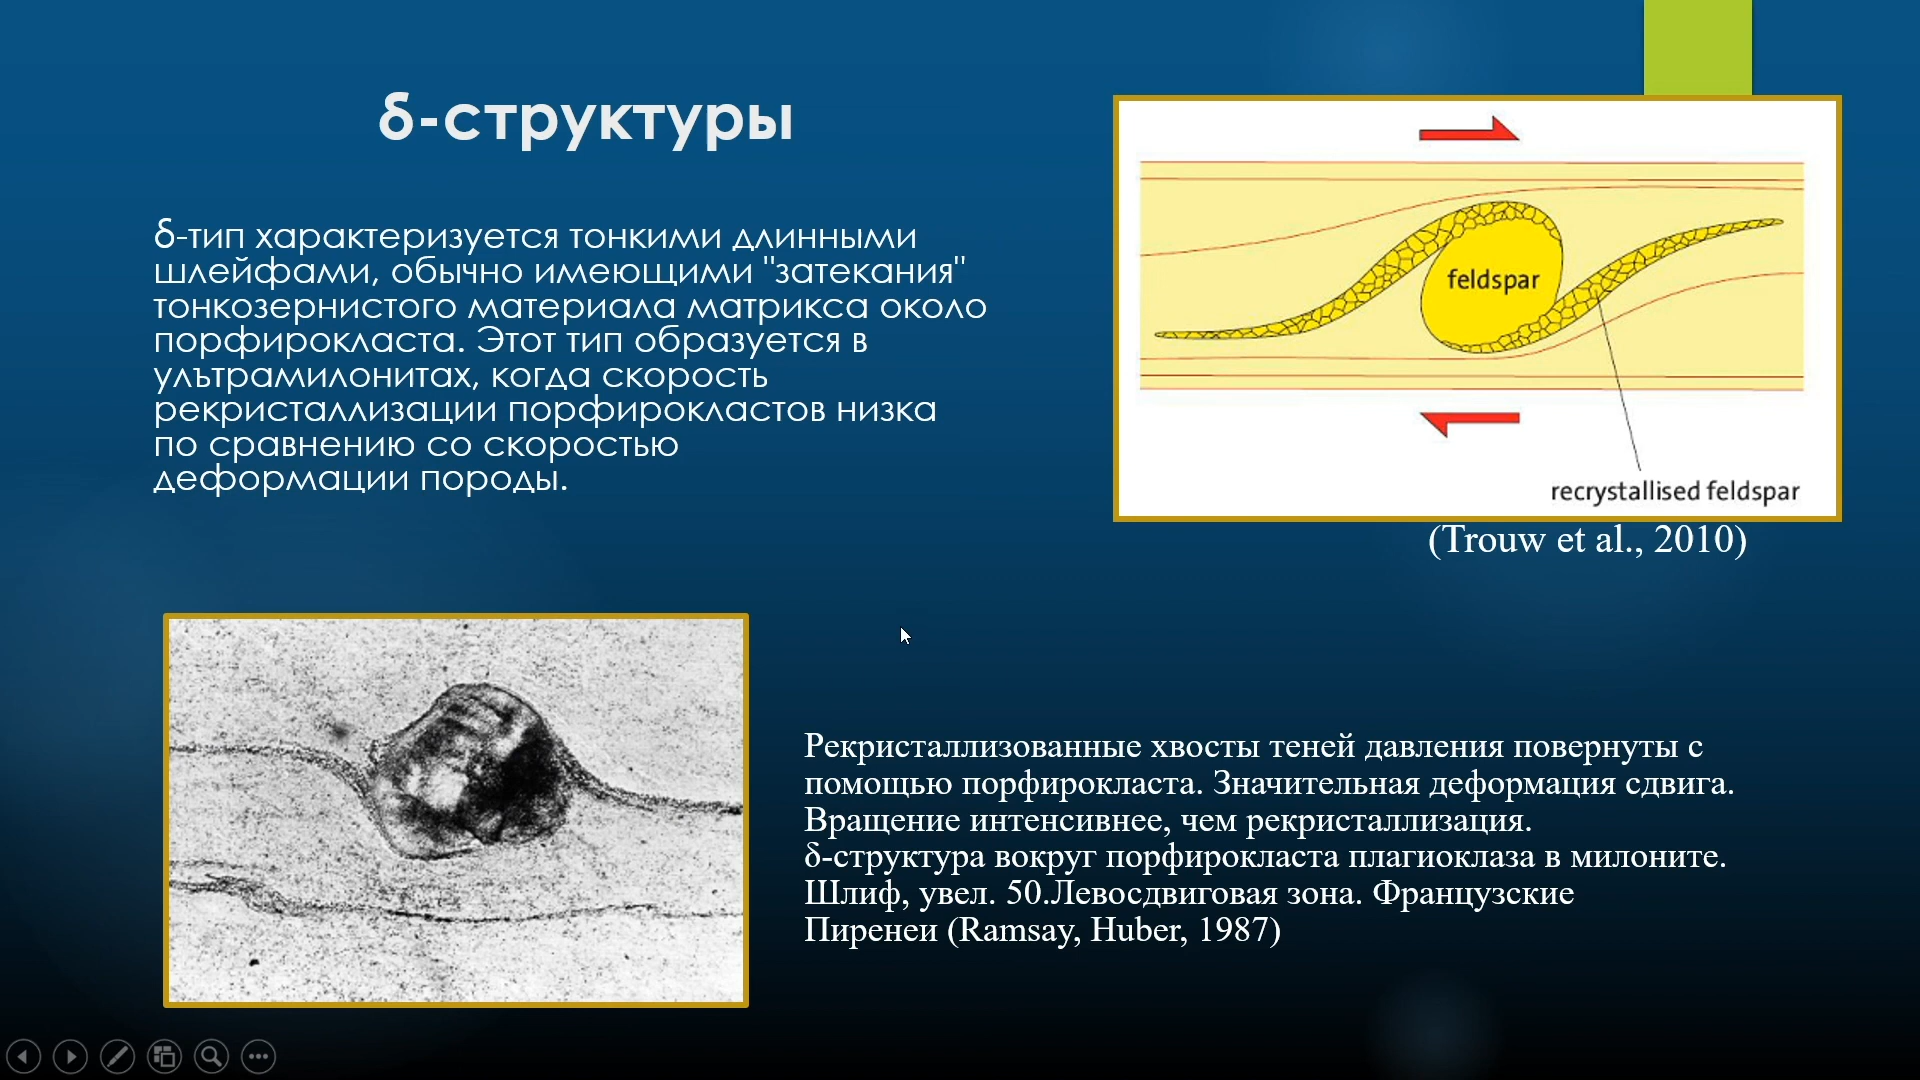 δ-структуры
δ-тип характеризуется тонкими длинными
шлейфами, обычно имеющими "затекания"
тонкозернистого материала матрикса около
порфирокласта. Этот тип образуется в
ультрамилонитах, когда скорость
рекристаллизации порфирокластов низка
по сравнению со скоростью
деформации породы.
feldspar
recrystallised feldspar
(Trouw et al., 2010)
Рекристаллизованные хвосты теней давления повернуты с
помощью порфирокласта. Значительная деформация сдвига.
Вращение интенсивнее, чем рекристаллизация.
δ-структура вокруг порфирокласта плагиоклаза в милоните.
Шлиф, увел. 50.Левосдвиговая зона. Французские
Пиренеи (Ramsay, Huber, 1987)